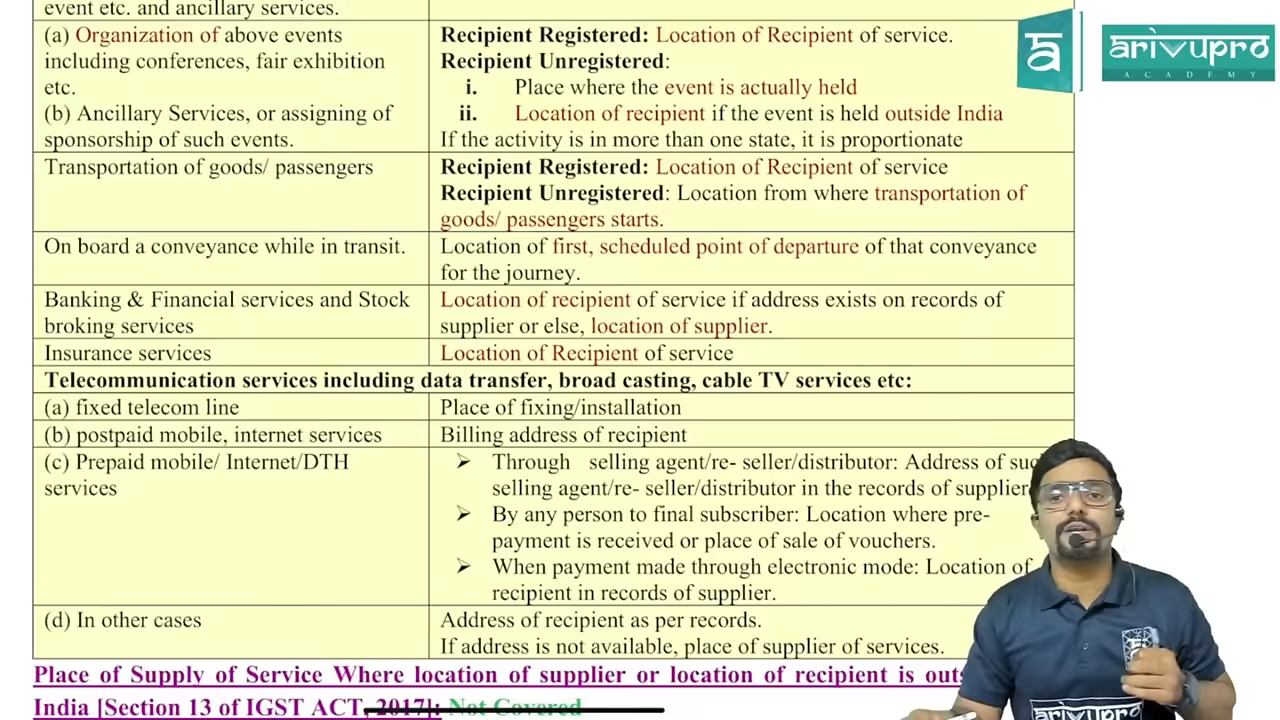 event etc. and ancillary services.
(a) Organization of above events
including conferences, fair exhibition
etc.
(b) Ancillary Services, or assigning of
sponsorship of such events.
Recipient Registered: Location of Recipient of service.
Recipient Unregistered:
i. Place where the event is actually held
ii. Location of recipient if the event is held outside India
If the activity is in more than one state, it is proportionate
Transportation of goods/ passengers
Recipient Registered: Location of Recipient of service
Recipient Unregistered: Location from where transportation of
goods/ passengers starts.
On board a conveyance while in transit.
Location of first, scheduled point of departure of that conveyance
for the journey.
Banking & Financial services and Stock
broking services
Location of recipient of service if address exists on records of
supplier or else, location of supplier.
Insurance services
Location of Recipient of service
Telecommunication services including data transfer, broad casting, cable TV services etc:
(a) fixed telecom line
Place of fixing/installation
(b) postpaid mobile, internet services
Billing address of recipient
(c) Prepaid mobile/ Internet/DTH
services
➢ Through selling agent/re- seller/distributor: Address of suc
selling agent/re- seller/distributor in the records of supplier
➢ By any person to final subscriber: Location where pre-
payment is received or place of sale of vouchers.
➢ When payment made through electronic mode: Location of
recipient in records of supplier.
(d) In other cases
Address of recipient as per records.
If address is not available, place of supplier of services.
Place of Supply of Service Where location of supplier or location of recipient is outs
India [Section 13 of IGST ACT, 2017]: Not Covered
arivupro
ACADEMY
arivupro